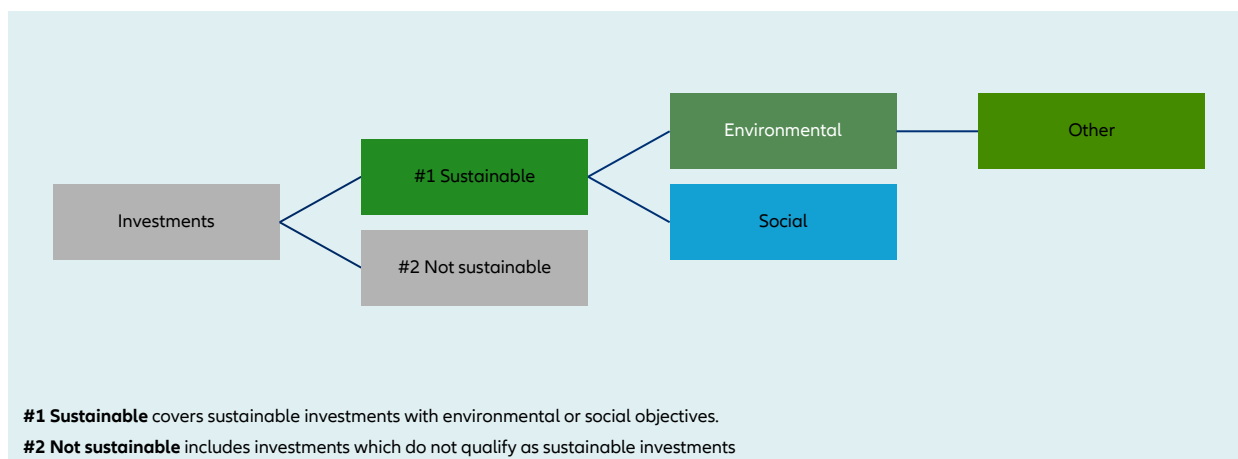 Environmental
Other
#1 Sustainable
Investments
Social
#2 Not sustainable
#1 Sustainable covers sustainable investments with environmental or social objectives.
#2 Not sustainable includes investments which do not qualify as sustainable investments